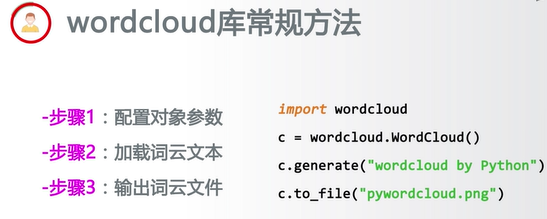 wordcloud库常规方法
-步骤1：配置对象参数
-步骤2：加载词云文本
-步骤3：输出词云文件
import wordcloud
c = wordcloud.WordCloud()
c.generate("wordcloud by Python")
c.to_file("pywordcloud.png")